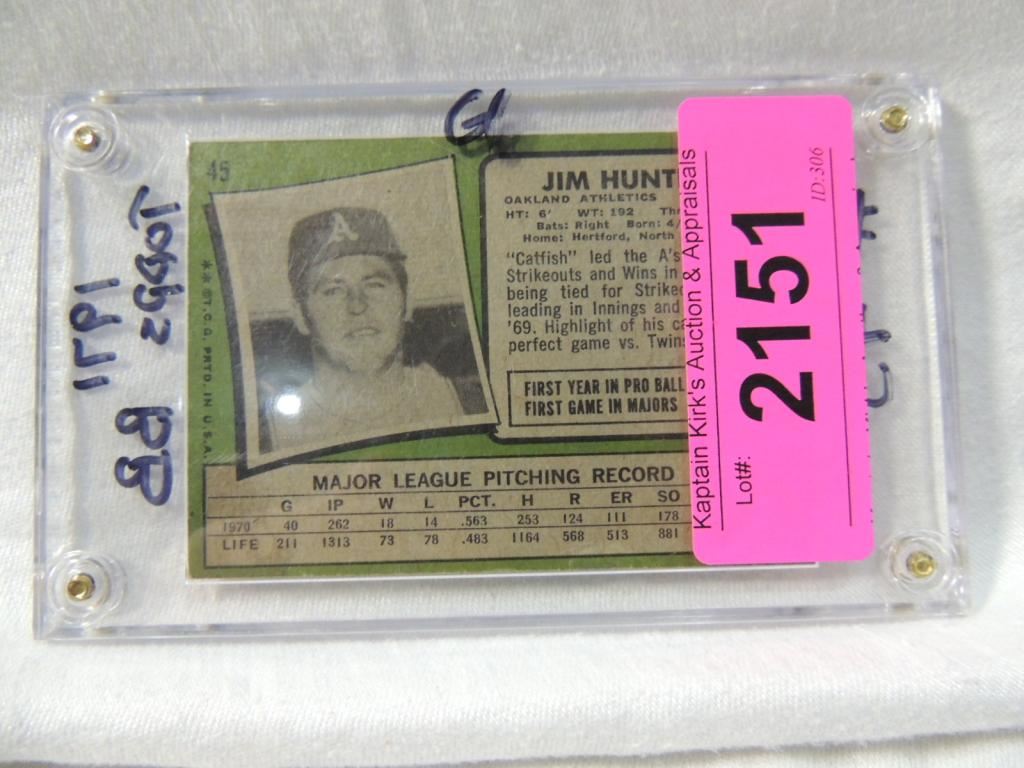 45
JIM HUNT
OAKLAND ATHLETICS
HT: 6' WT: 192
Bats: Right Born: 4/
Home: Hertford, North
"Catfish" led the A's
Strikeouts and Wins in
being tied for Strike
leading in Innings and
'69. Highlight of his
perfect game vs. Twins
FIRST YEAR IN PRO BALL
FIRST GAME IN MAJORS
** ©T.C.G. PRTD. IN U.S.A.
MAJOR LEAGUE PITCHING RECORD
G IP W L PCT. H R ER SO
1970 40 262 18 14 .563 253 124 111 178
LIFE 211 1313 73 78 .483 1164 568 513 881
Kaptain Kirk's Auction & Appraisals
Lot#:
2151
ID:306
Topps
1971